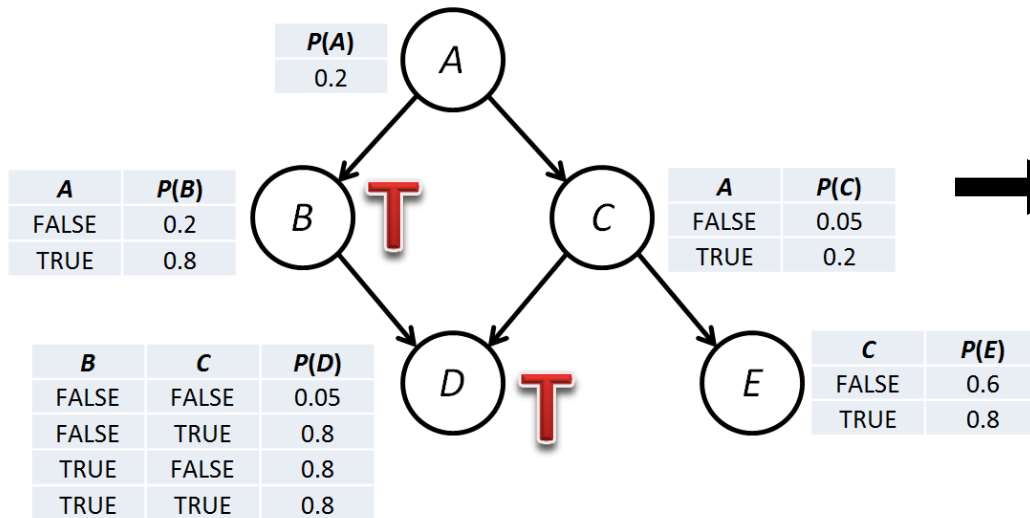 P(A)
0.2
A
A P(B)
FALSE 0.2
TRUE 0.8
B
T
C
A P(C)
FALSE 0.05
TRUE 0.2
B C P(D)
FALSE FALSE 0.05
FALSE TRUE 0.8
TRUE FALSE 0.8
TRUE TRUE 0.8
D
T
E
C P(E)
FALSE 0.6
TRUE 0.8